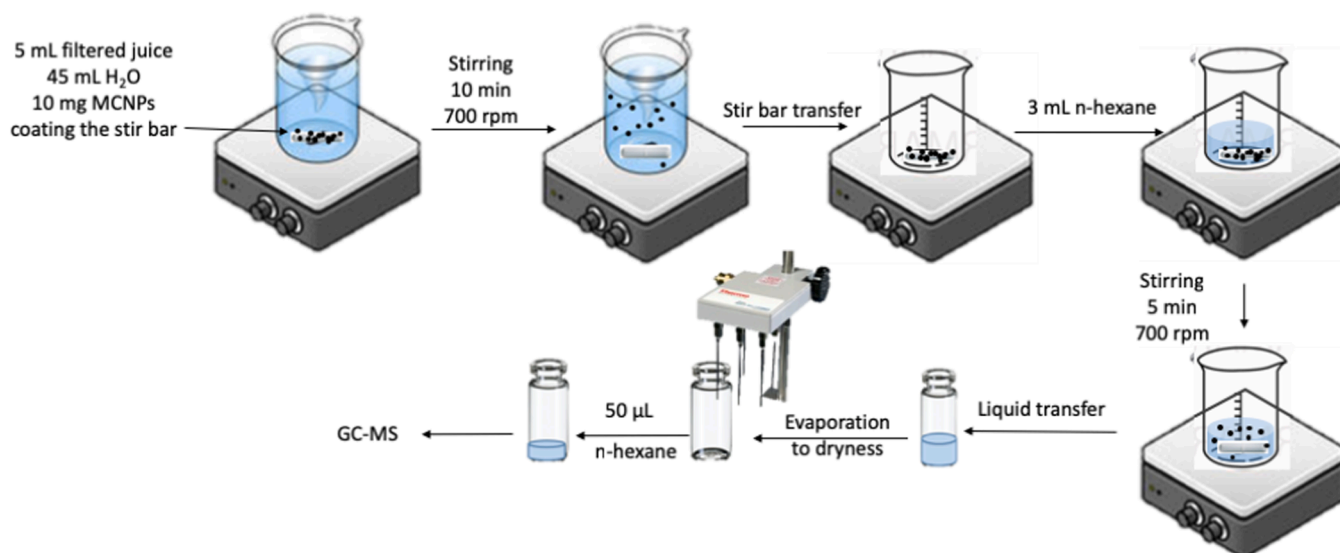 5 mL filtered juice
45 mL H₂O
10 mg MCNPs
coating the stir bar
Stirring
10 min
700 rpm
Stir bar transfer
3 mL n-hexane
Stirring
5 min
700 rpm
Liquid transfer
Evaporation
to dryness
50 µL
n-hexane
GC-MS